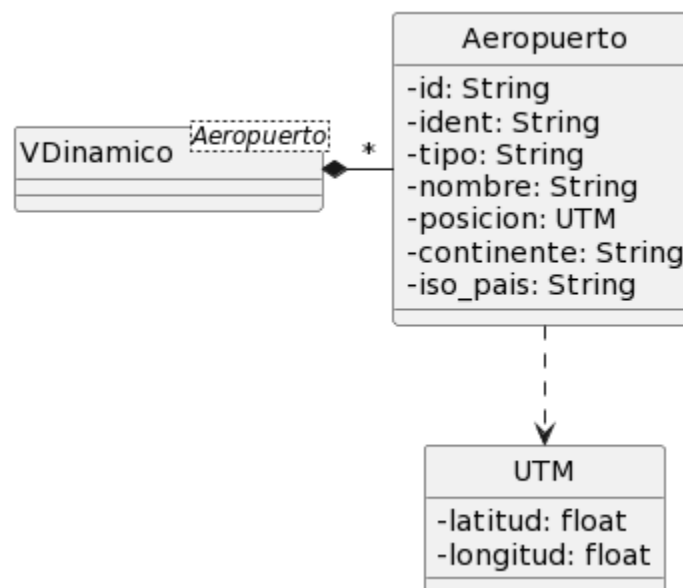 VDinamico
Aeropuerto
*
Aeropuerto
-id: String
-ident: String
-tipo: String
-nombre: String
-posicion: UTM
-continente: String
-iso_pais: String
UTM
-latitud: float
-longitud: float